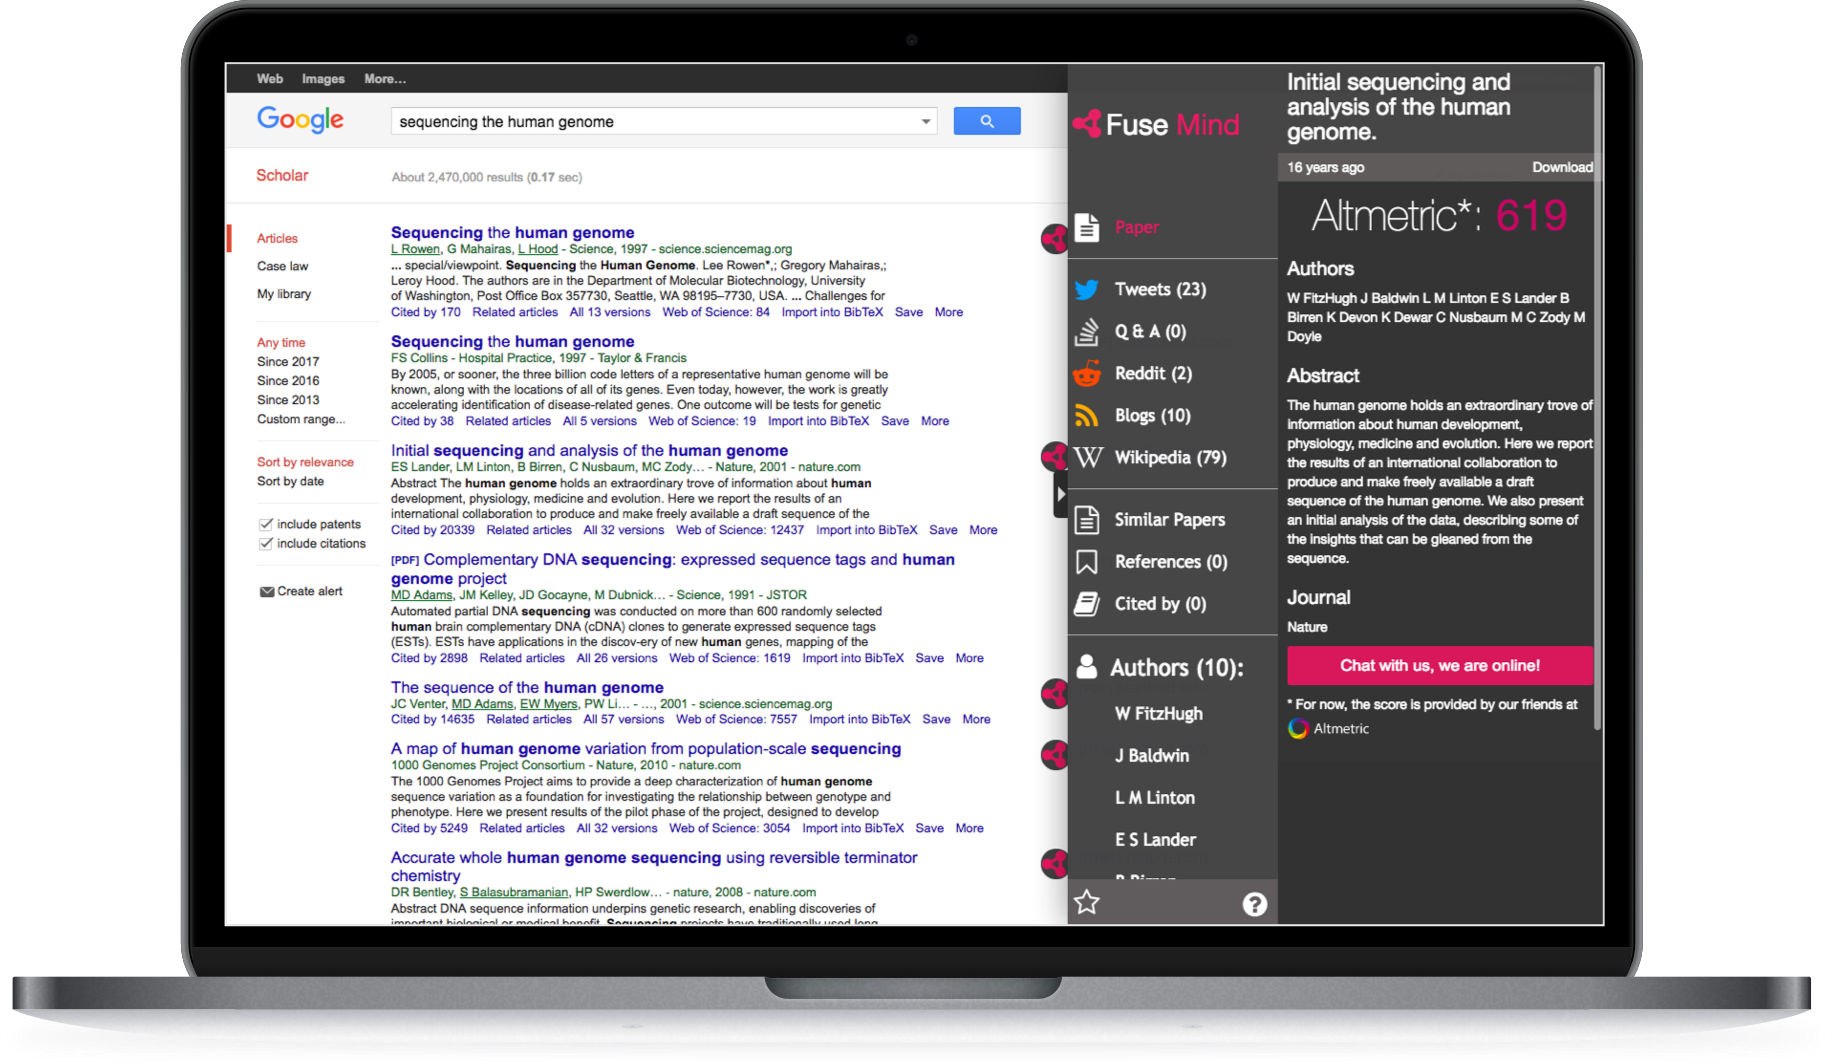 Web Images More...
Google
sequencing the human genome
Scholar
About 2,470,000 results (0.17 sec)
Articles
Case law
My library
Any time
Since 2017
Since 2016
Since 2013
Custom range...
Sort by relevance
Sort by date
include patents
include citations
Create alert
Sequencing the human genome
L Rowen, G Mahairas, L Hood - Science, 1997 - science.sciencemag.org
... special/viewpoint. Sequencing the Human Genome. Lee Rowen*,; Gregory Mahairas,;
Leroy Hood. The authors are in the Department of Molecular Biotechnology, University
of Washington, Post Office Box 357730, Seattle, WA 98195–7730, USA. ... Challenges for
Cited by 170 Related articles All 13 versions Web of Science: 84 Import into BibTeX Save More
Sequencing the human genome
FS Collins - Hospital Practice, 1997 - Taylor & Francis
By 2005, or sooner, the three billion code letters of a representative human genome will be
known, along with the locations of all of its genes. Even today, however, the work is greatly
accelerating identification of disease-related genes. One outcome will be tests for genetic
Cited by 38 Related articles All 5 versions Web of Science: 19 Import into BibTeX Save More
Initial sequencing and analysis of the human genome
ES Lander, LM Linton, B Birren, C Nusbaum, MC Zody... - Nature, 2001 - nature.com
Abstract The human genome holds an extraordinary trove of information about human
development, physiology, medicine and evolution. Here we report the results of an
international collaboration to produce and make freely available a draft sequence of the
Cited by 20339 Related articles All 32 versions Web of Science: 12437 Import into BibTeX Save More
[PDF] Complementary DNA sequencing: expressed sequence tags and human
genome project
MD Adams, JM Kelley, JD Gocayne, M Dubnick... - Science, 1991 - JSTOR
Automated partial DNA sequencing was conducted on more than 600 randomly selected
human brain complementary DNA (cDNA) clones to generate expressed sequence tags
(ESTs). ESTs have applications in the discov-ery of new human genes, mapping of the
Cited by 2898 Related articles All 26 versions Web of Science: 1619 Import into BibTeX Save More
The sequence of the human genome
JC Venter, MD Adams, EW Myers, PW Li... - ..., 2001 - science.sciencemag.org
Cited by 14635 Related articles All 57 versions Web of Science: 7557 Import into BibTeX Save More
A map of human genome variation from population-scale sequencing
1000 Genomes Project Consortium - Nature, 2010 - nature.com
The 1000 Genomes Project aims to provide a deep characterization of human genome
sequence variation as a foundation for investigating the relationship between genotype and
phenotype. Here we present results of the pilot phase of the project, designed to develop
Cited by 5249 Related articles All 32 versions Web of Science: 3054 Import into BibTeX Save More
Accurate whole human genome sequencing using reversible terminator
chemistry
DR Bentley, S Balasubramanian, HP Swerdlow... - nature, 2008 - nature.com
Abstract DNA sequence information underpins genetic research, enabling discoveries of
important biological or medical benefit. Sequencing projects have traditionally used long
Fuse Mind
Paper
Tweets (23)
Q & A (0)
Reddit (2)
Blogs (10)
W Wikipedia (79)
Similar Papers
References (0)
Cited by (0)
Authors (10):
W FitzHugh
J Baldwin
L M Linton
E S Lander
B Birren
?
Initial sequencing and
analysis of the human
genome.
16 years ago Download
Altmetric*: 619
Authors
W FitzHugh J Baldwin L M Linton E S Lander B
Birren K Devon K Dewar C Nusbaum M C Zody M
Doyle
Abstract
The human genome holds an extraordinary trove of
information about human development,
physiology, medicine and evolution. Here we report
the results of an international collaboration to
produce and make freely available a draft
sequence of the human genome. We also present
an initial analysis of the data, describing some of
the insights that can be gleaned from the
sequence.
Journal
Nature
Chat with us, we are online!
* For now, the score is provided by our friends at
Altmetric